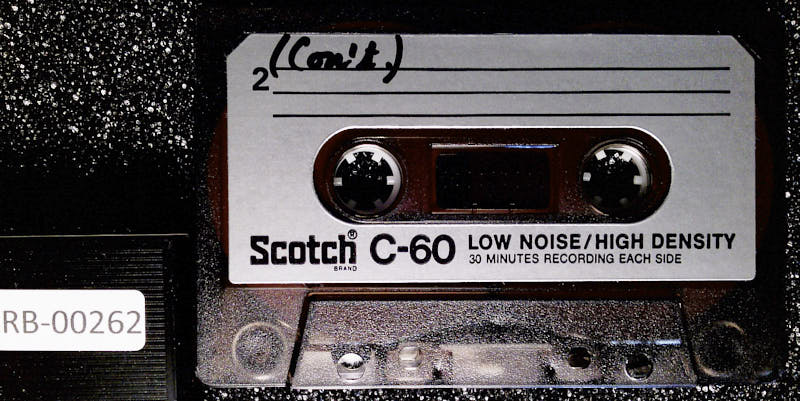 (Con't.)
2
Scotch® C-60 LOW NOISE/HIGH DENSITY
BRAND 30 MINUTES RECORDING EACH SIDE
RB-00262